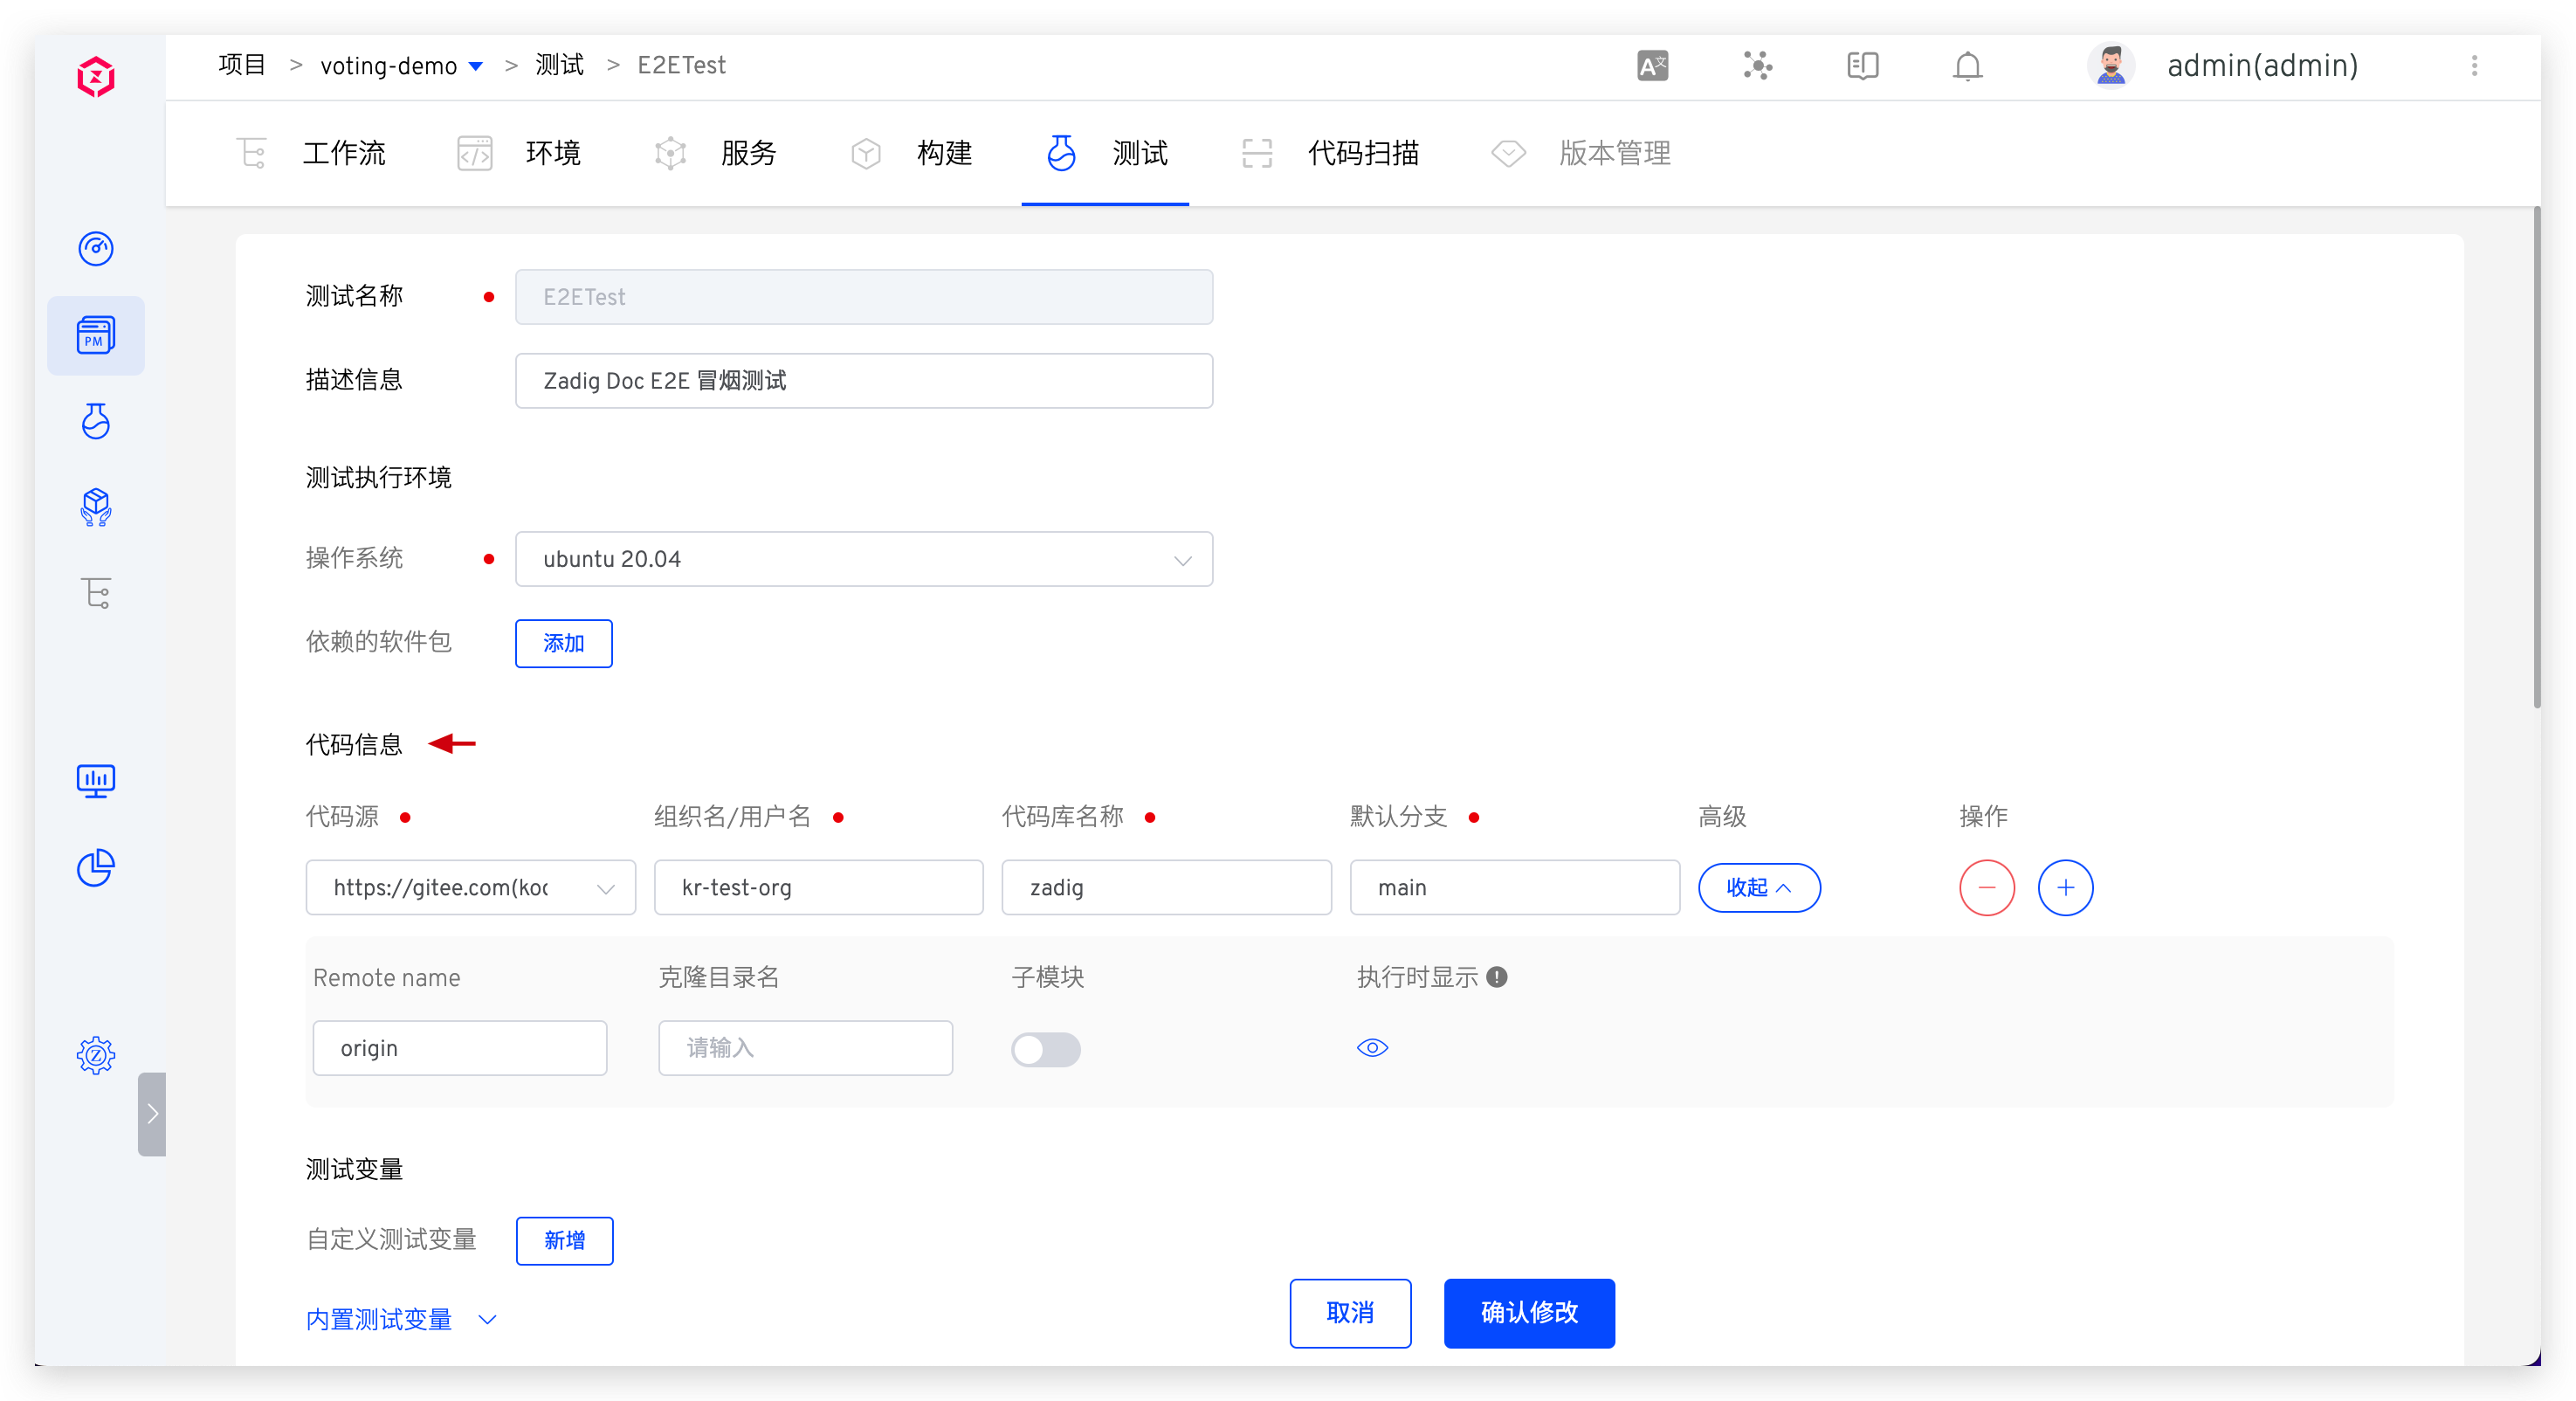 项目 > voting-demo > 测试 > E2ETest
admin(admin)
工作流 环境 服务 构建 测试 代码扫描 版本管理
PM
测试名称 E2ETest
描述信息 Zadig Doc E2E 冒烟测试
测试执行环境
操作系统 ubuntu 20.04
依赖的软件包 添加
代码信息
代码源 组织名/用户名 代码库名称 默认分支 高级 操作
https://gitee.com(koc kr-test-org zadig main 收起
Remote name 克隆目录名 子模块 执行时显示
origin 请输入
测试变量
自定义测试变量 新增
内置测试变量
取消 确认修改